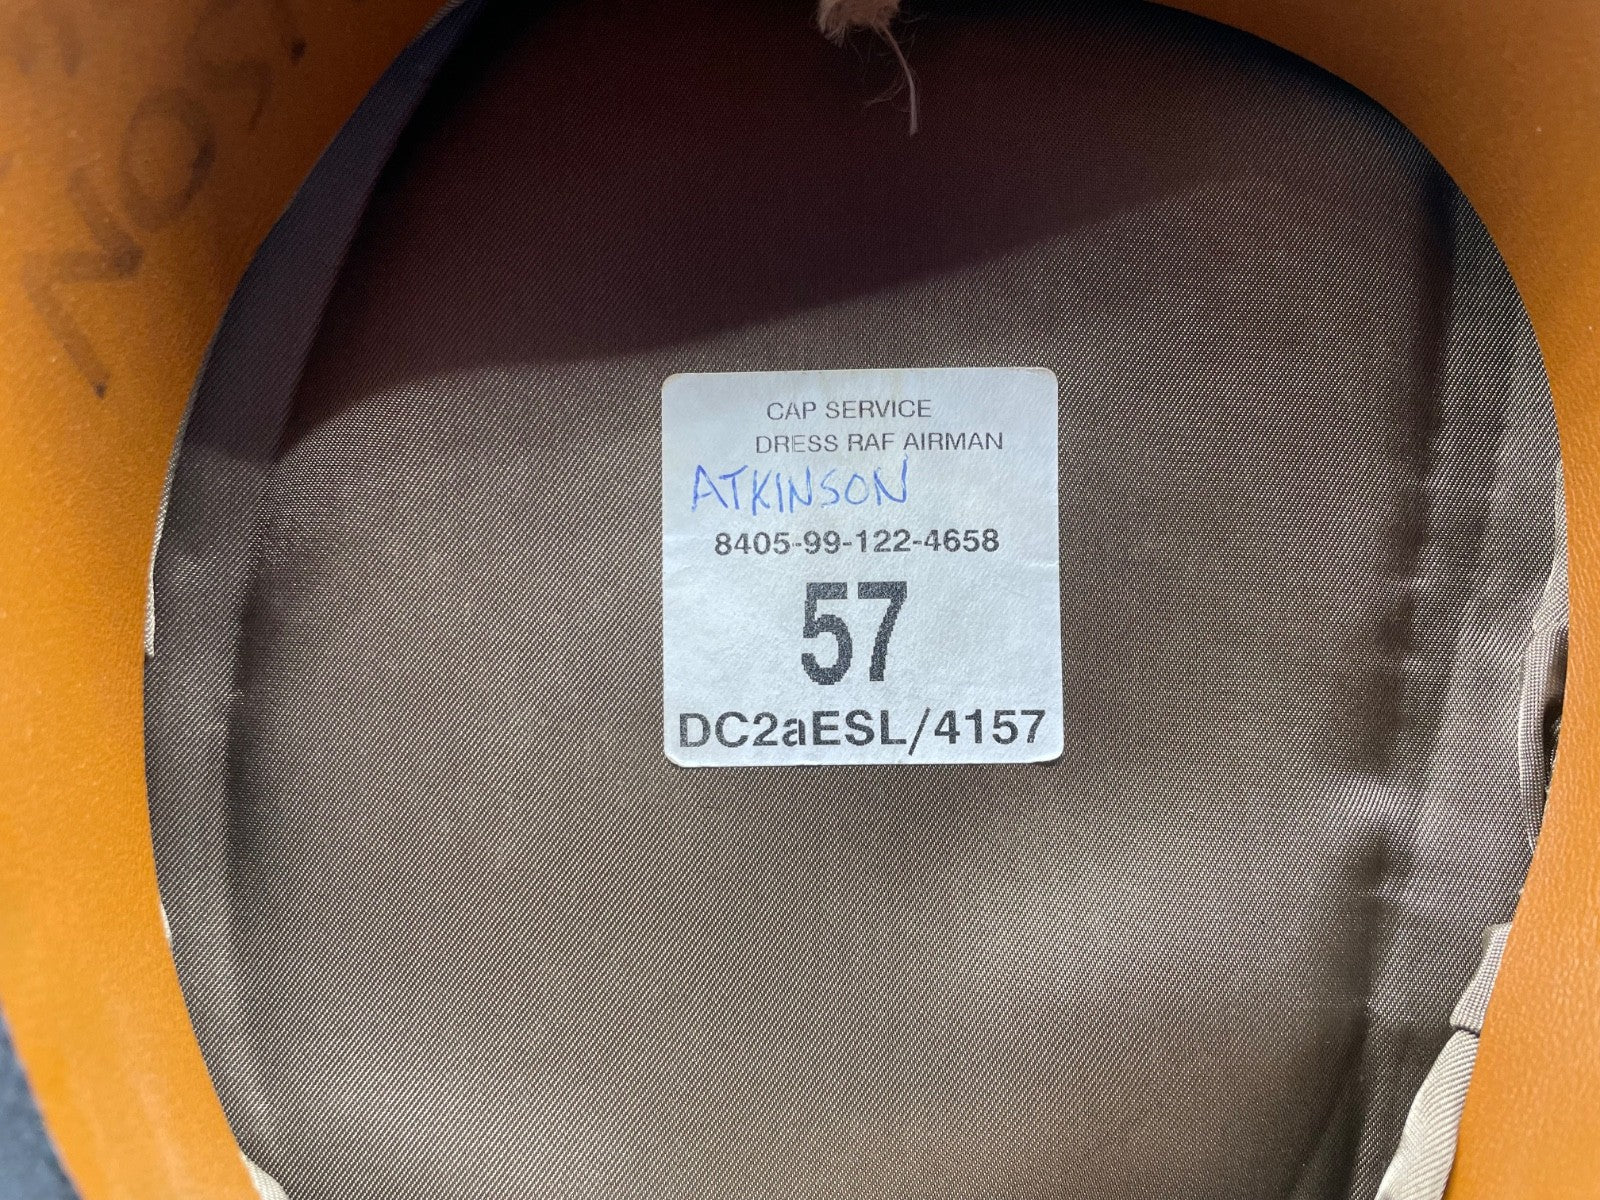 CAP SERVICE
DRESS RAF AIRMAN
ATKINSON
8405-99-122-4658
57
DC2aESL/4157